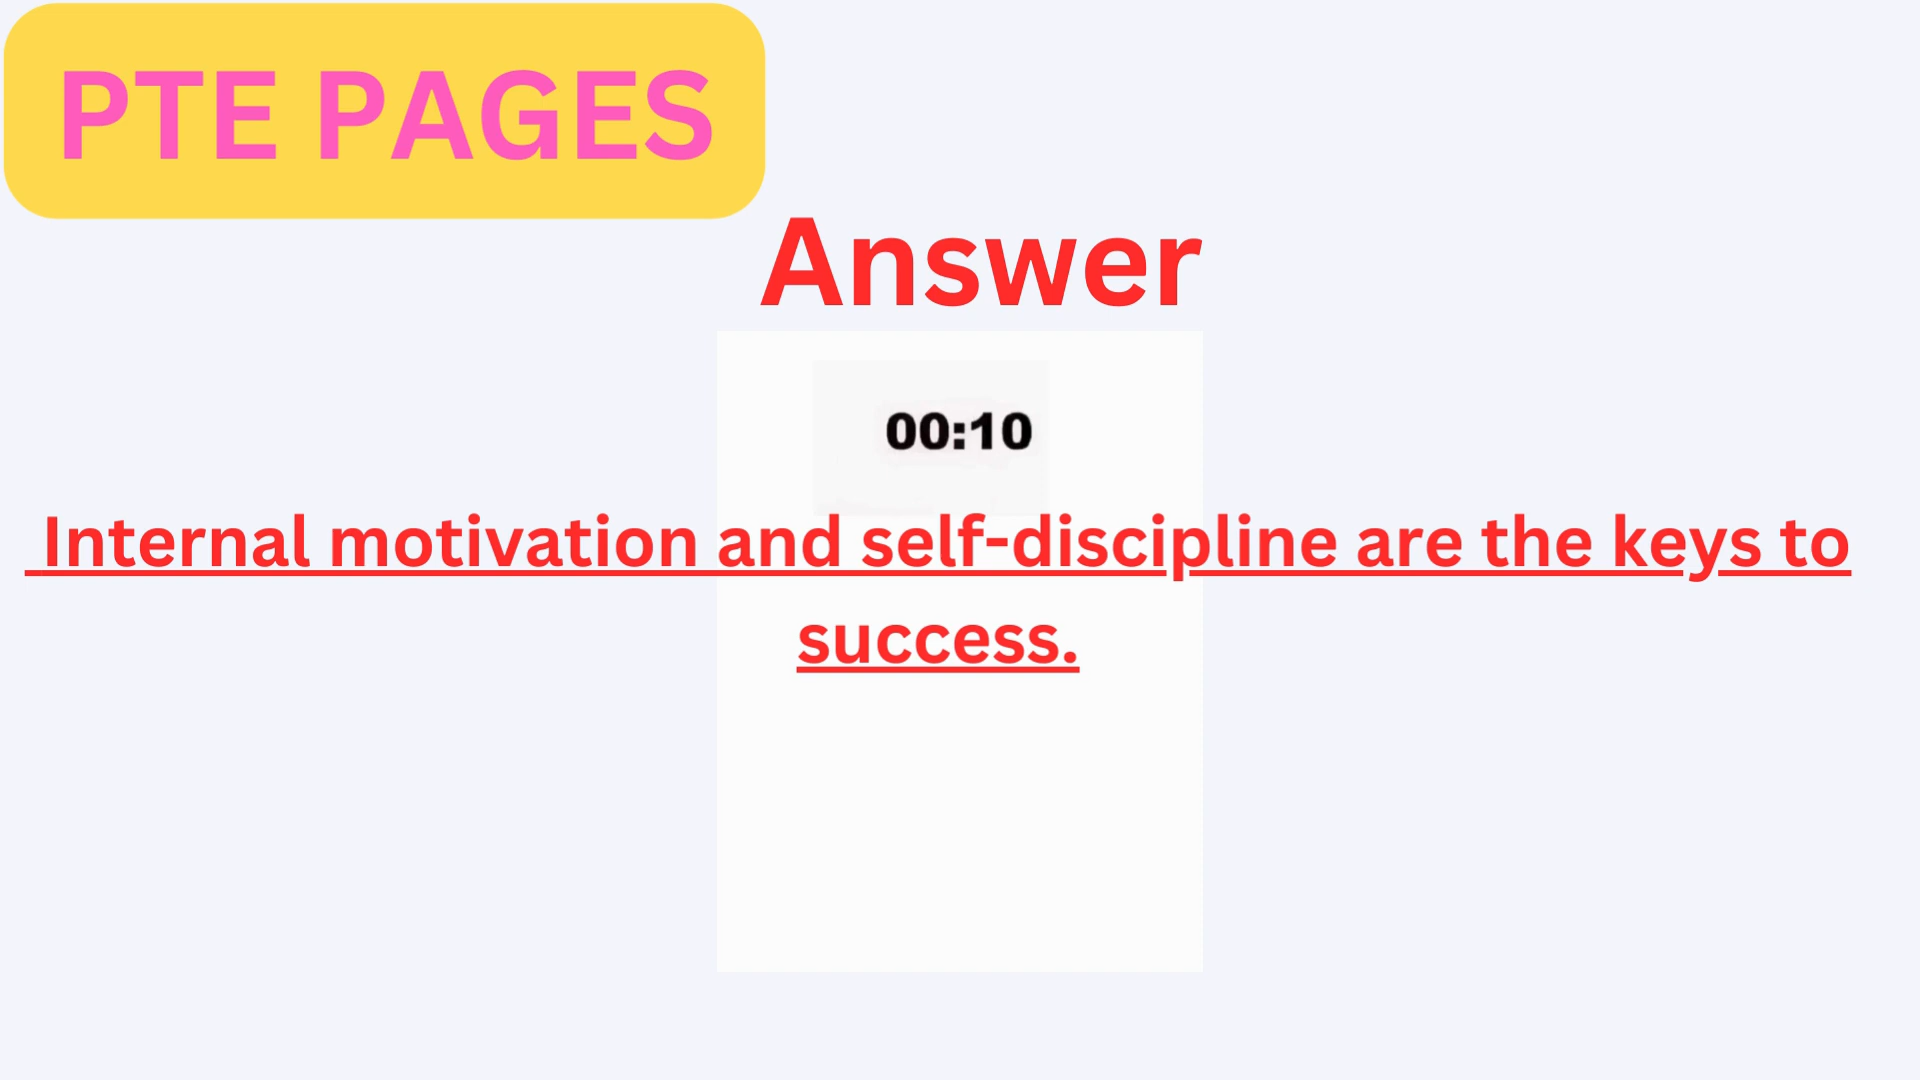 PTE PAGES
Answer
00:10
Internal motivation and self-discipline are the keys to
success.